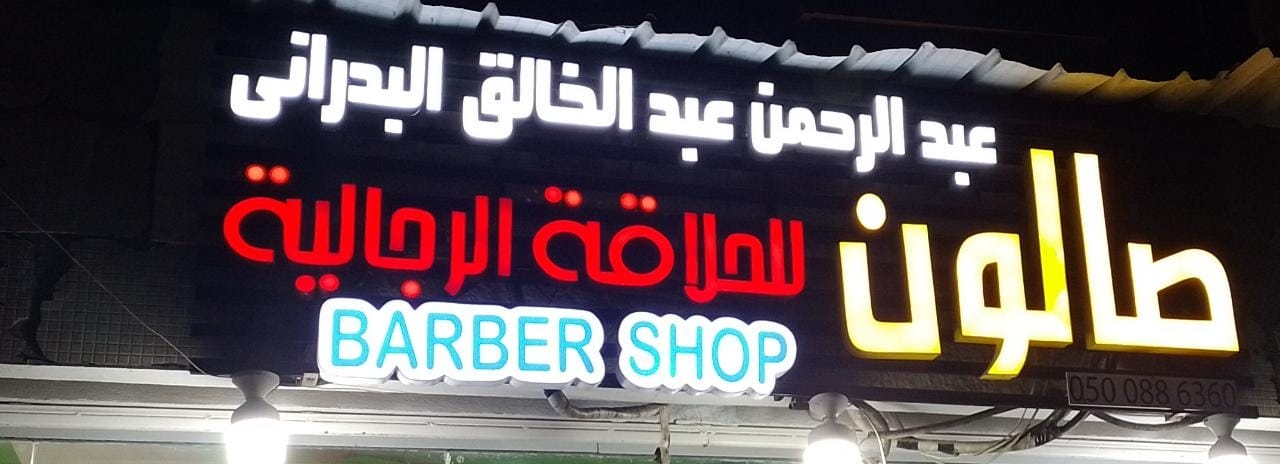 عبد الرحمن عبد الخالق البدرانى
صالون
للحلاقة الرجالية
BARBER SHOP
050 088 6360